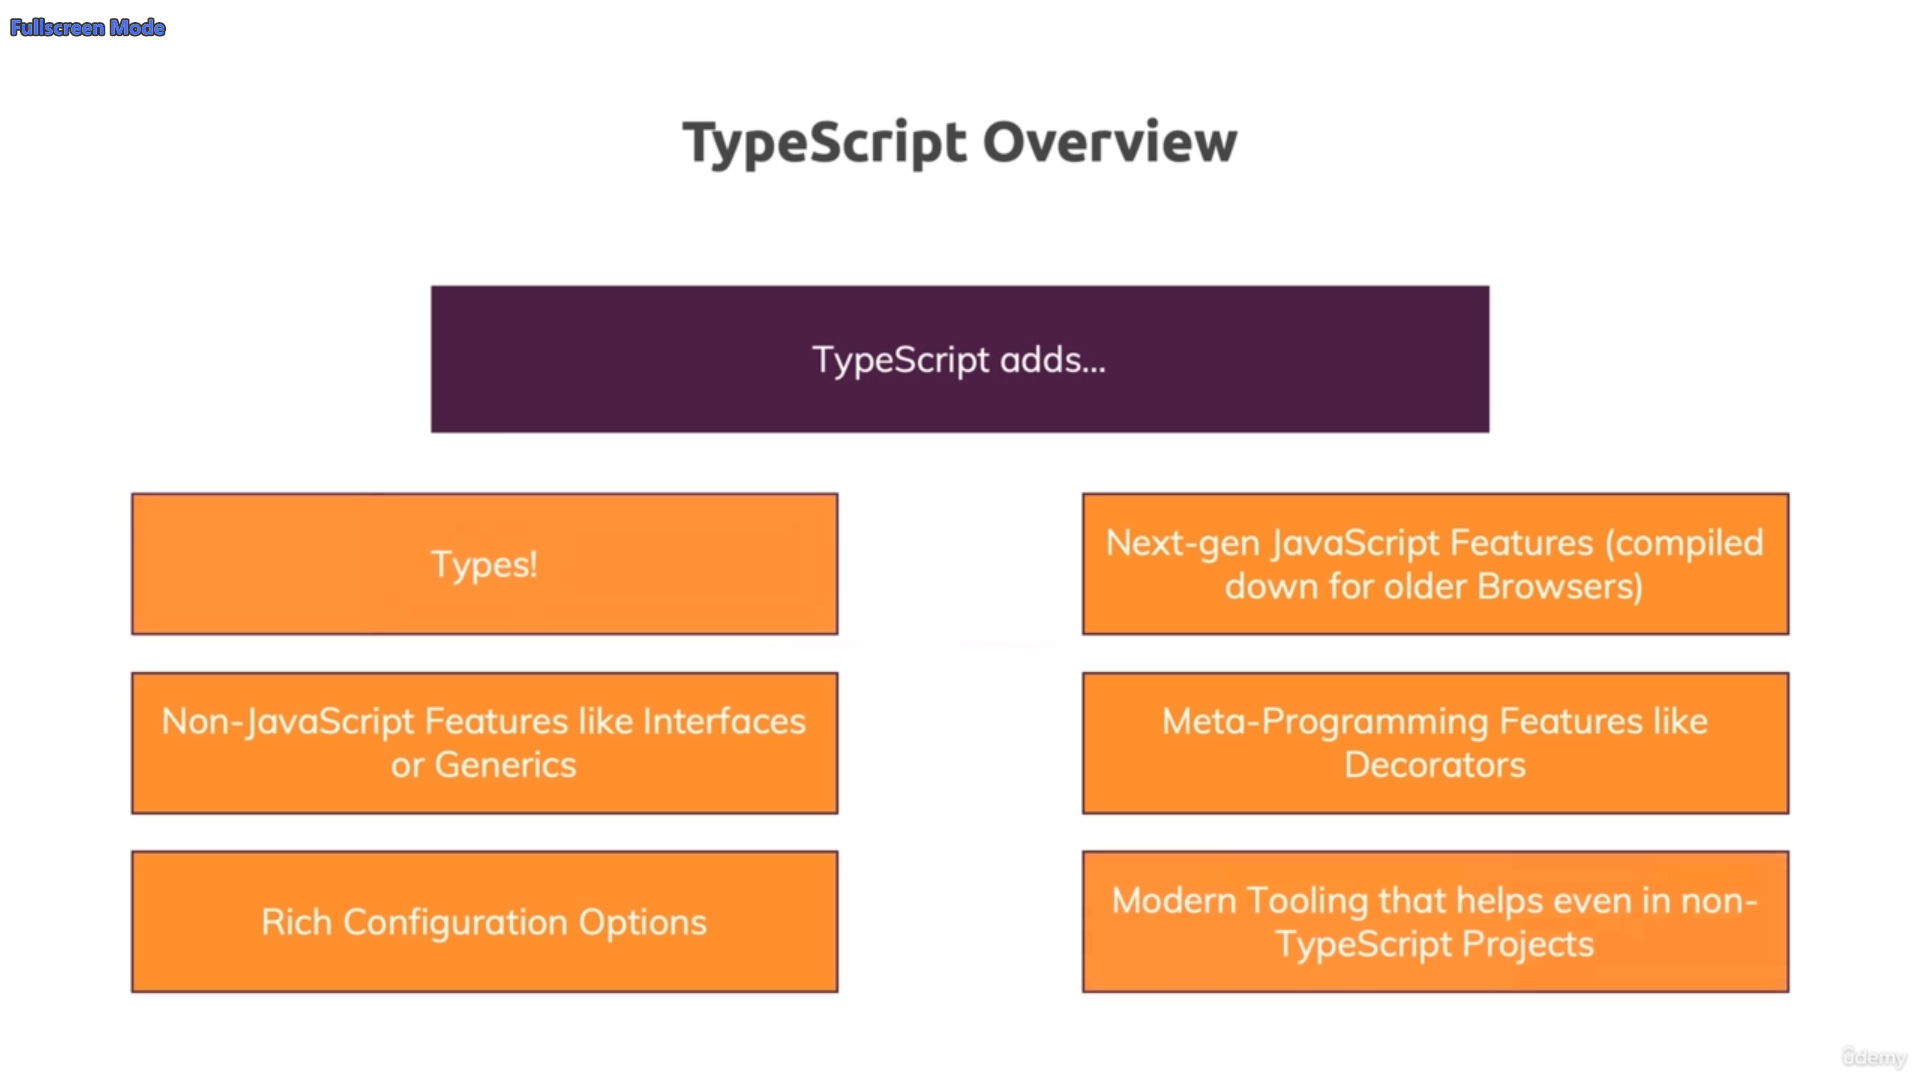 Fullscreen Mode
TypeScript Overview
TypeScript adds...
Types!
Next-gen JavaScript Features (compiled
down for older Browsers)
Non-JavaScript Features like Interfaces
or Generics
Meta-Programming Features like
Decorators
Rich Configuration Options
Modern Tooling that helps even in non-
TypeScript Projects
ûdemy